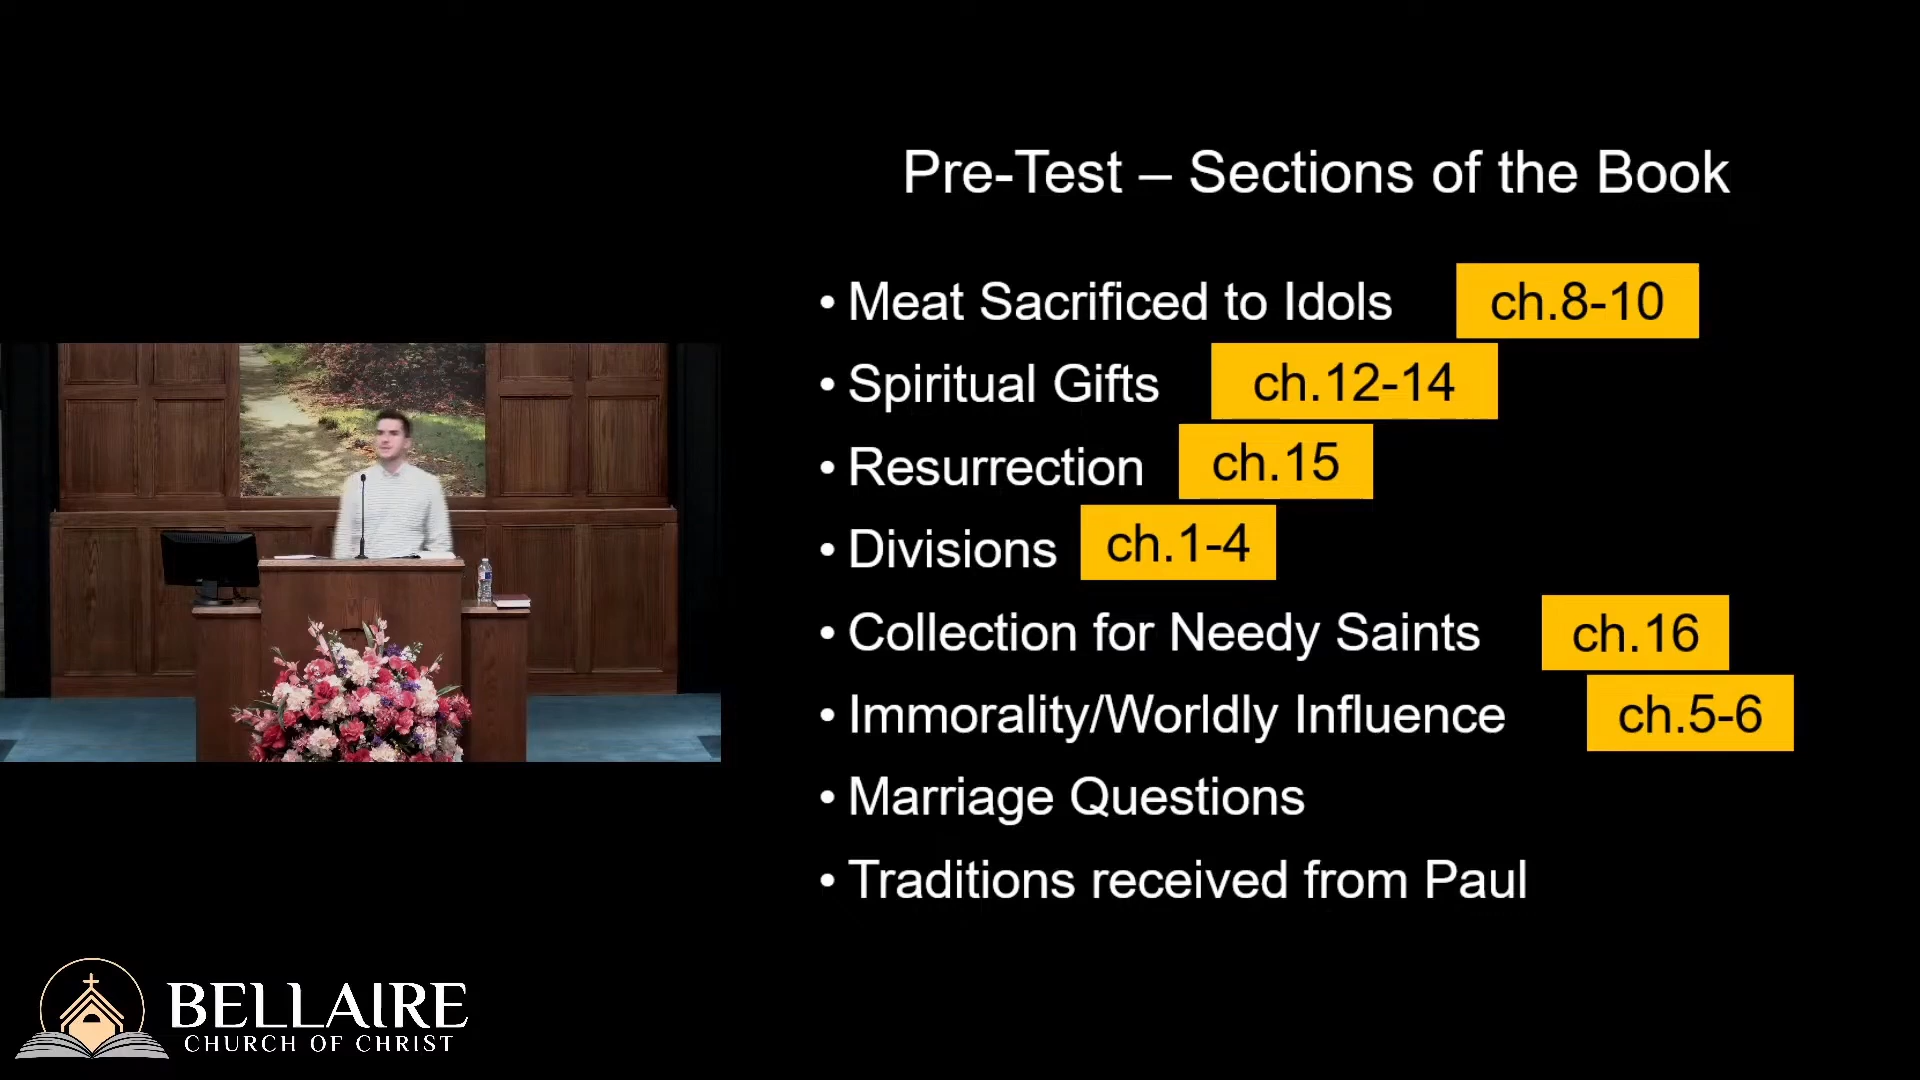 Pre-Test – Sections of the Book
• Meat Sacrificed to Idols ch.8-10
• Spiritual Gifts ch.12-14
• Resurrection ch.15
• Divisions ch.1-4
• Collection for Needy Saints ch.16
• Immorality/Worldly Influence ch.5-6
• Marriage Questions
• Traditions received from Paul
BELLAIRE
CHURCH OF CHRIST